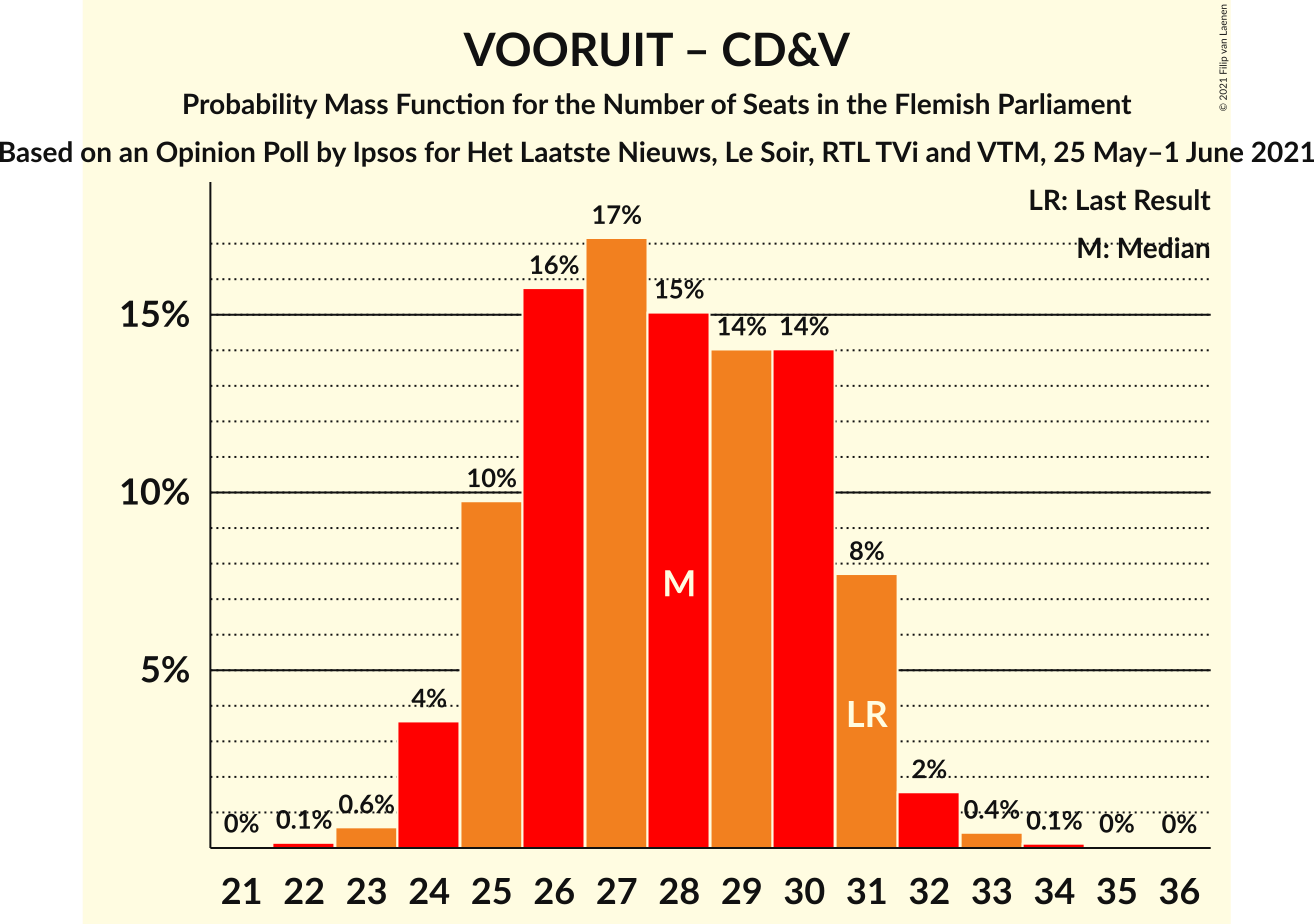 VOORUIT – CD&V
Probability Mass Function for the Number of Seats in the Flemish Parliament
Based on an Opinion Poll by Ipsos for Het Laatste Nieuws, Le Soir, RTL TVi and VTM, 25 May–1 June 2021
© 2021 Filip van Laenen
LR: Last Result
M: Median
15%
10%
5%
0%
0.1%
0.6%
4%
10%
16%
17%
15%
14%
14%
8%
2%
0.4%
0.1%
0%
0%
M
LR
21 22 23 24 25 26 27 28 29 30 31 32 33 34 35 36